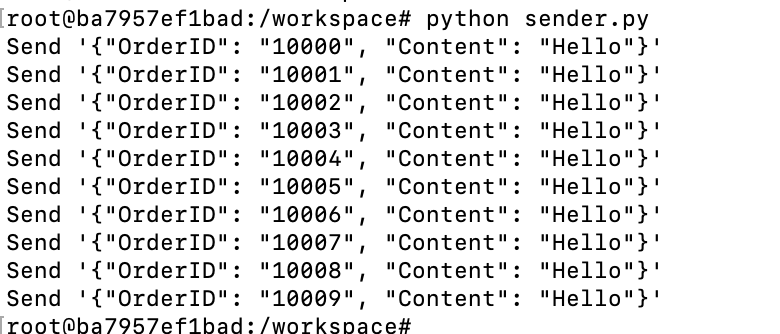 [root@ba7957ef1bad:/workspace# python sender.py
Send '{"OrderID": "10000", "Content": "Hello"}'
Send '{"OrderID": "10001", "Content": "Hello"}'
Send '{"OrderID": "10002", "Content": "Hello"}'
Send '{"OrderID": "10003", "Content": "Hello"}'
Send '{"OrderID": "10004", "Content": "Hello"}'
Send '{"OrderID": "10005", "Content": "Hello"}'
Send '{"OrderID": "10006", "Content": "Hello"}'
Send '{"OrderID": "10007", "Content": "Hello"}'
Send '{"OrderID": "10008", "Content": "Hello"}'
Send '{"OrderID": "10009", "Content": "Hello"}'
[root@ba7957ef1bad:/workspace#